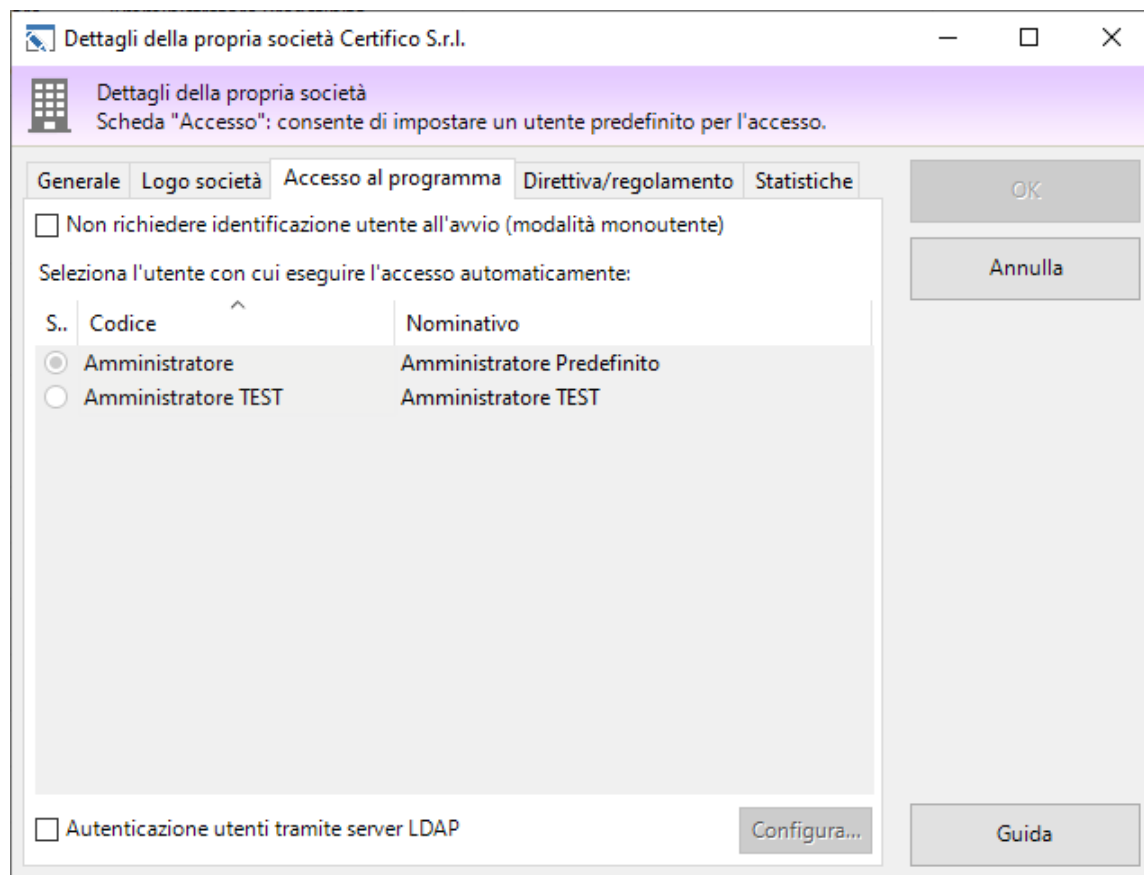 Dettagli della propria società Certifico S.r.l.
Dettagli della propria società
Scheda "Accesso": consente di impostare un utente predefinito per l'accesso.
Generale Logo società Accesso al programma Direttiva/regolamento Statistiche
OK
Non richiedere identificazione utente all'avvio (modalità monoutente)
Annulla
Seleziona l'utente con cui eseguire l'accesso automaticamente:
S.. Codice Nominativo
Amministratore Amministratore Predefinito
Amministratore TEST Amministratore TEST
Autenticazione utenti tramite server LDAP Configura... Guida